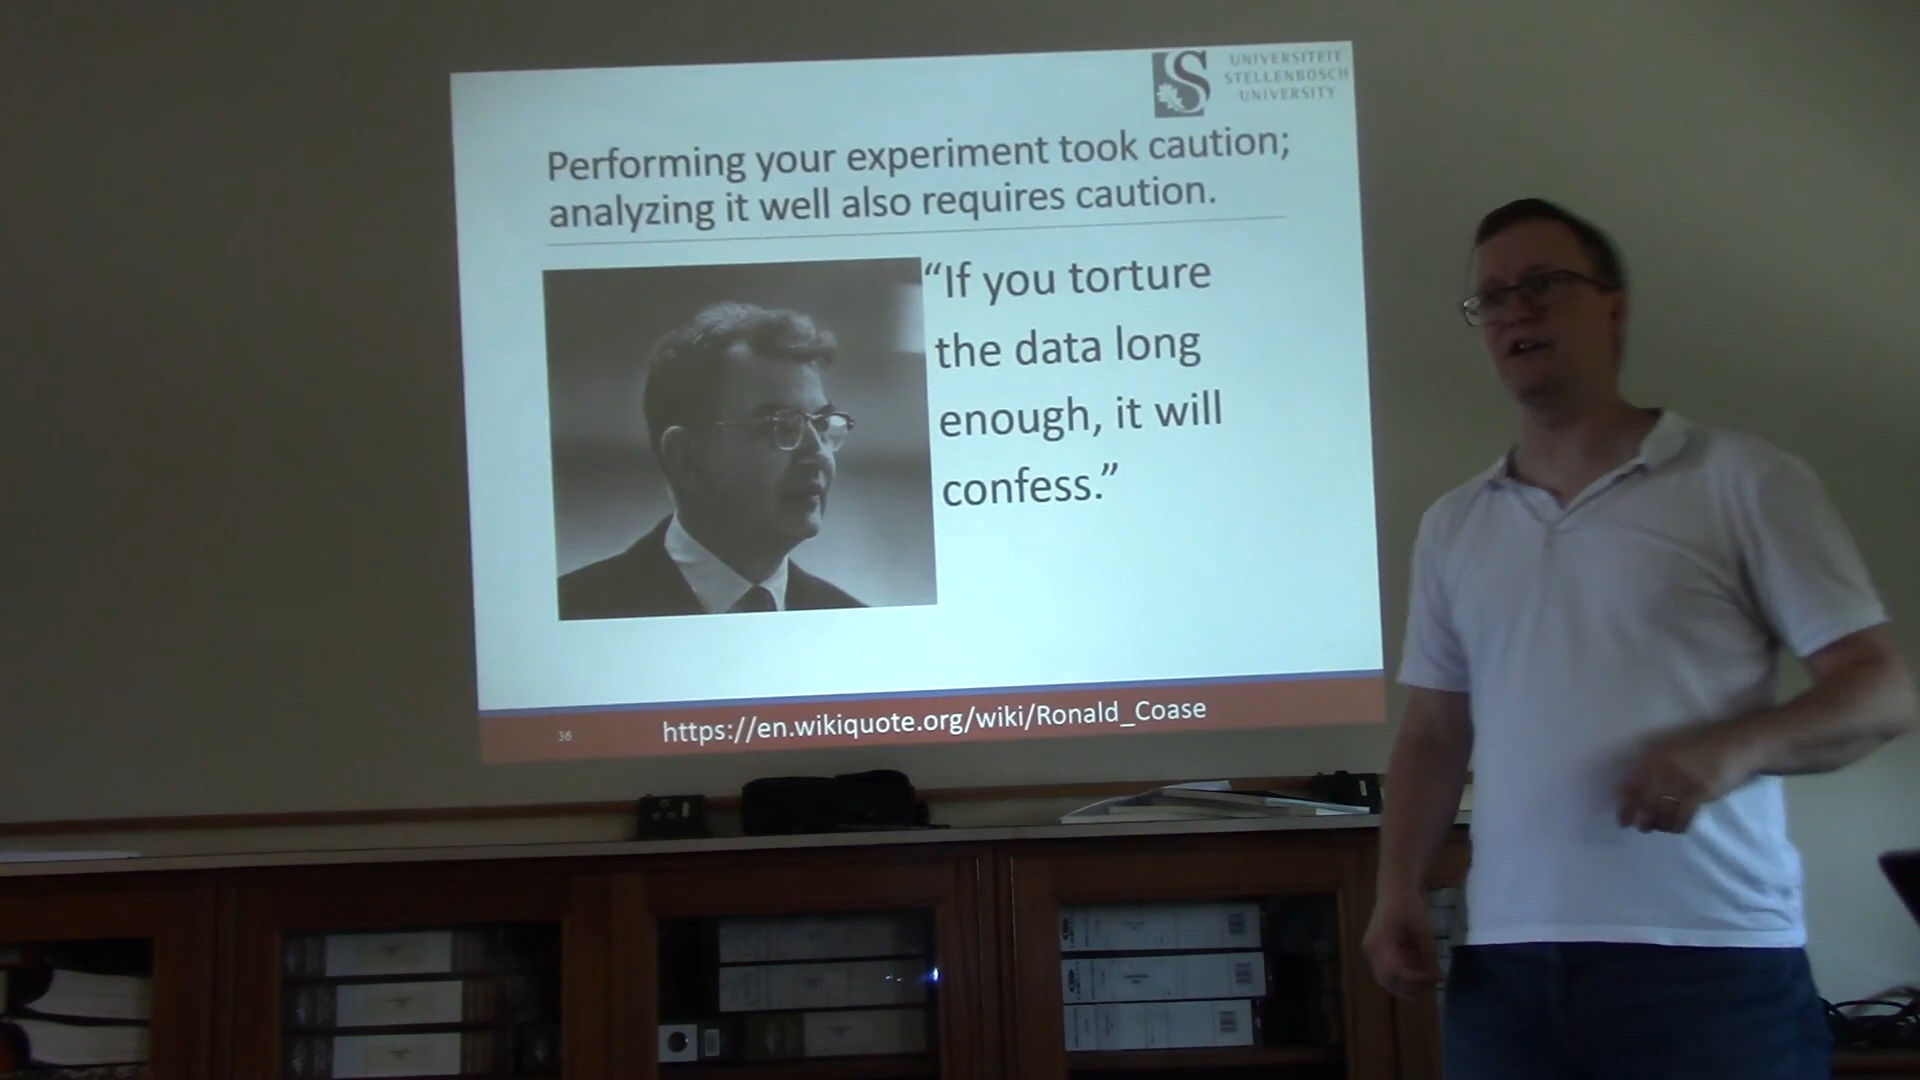 UNIVERSITEIT
STELLENBOSCH
UNIVERSITY
Performing your experiment took caution;
analyzing it well also requires caution.
“If you torture
the data long
enough, it will
confess.”
36
https://en.wikiquote.org/wiki/Ronald_Coase